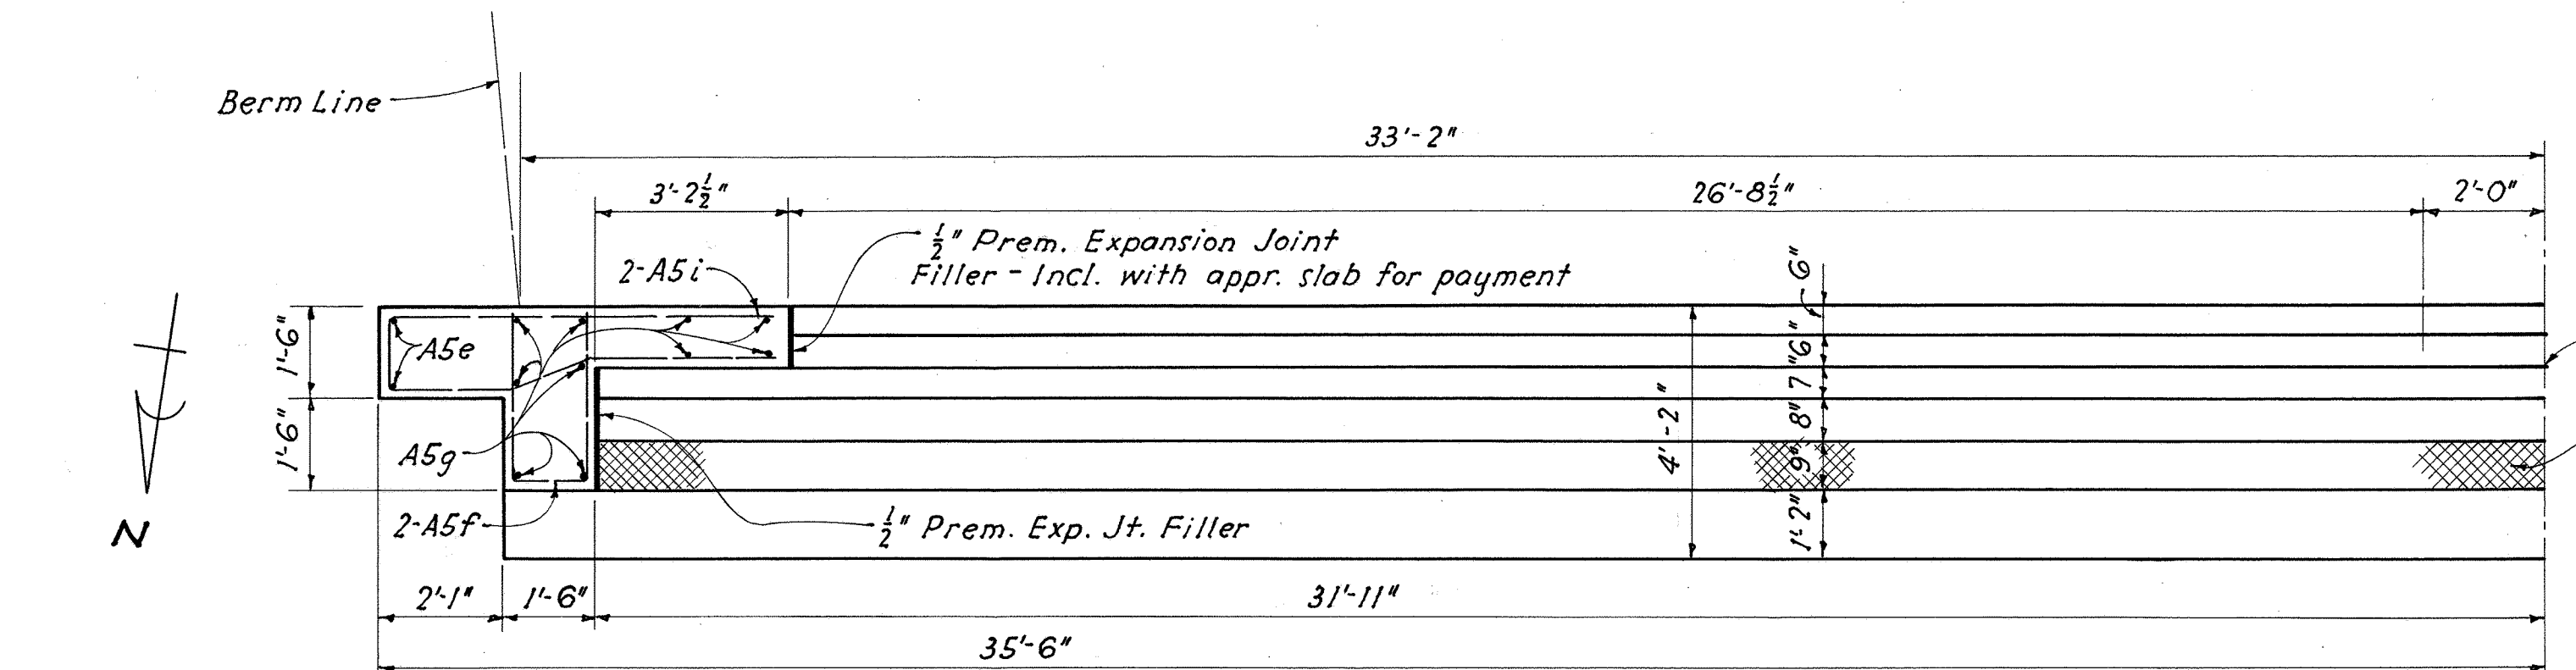 Berm Line
33'-2"
3'-2½"
26'-8½"
2'-0"
½" Prem. Expansion Joint
Filler - Incl. with appr. slab for payment
2-A5i
6"
1'-6"
A5e
6"
7"
4'-2"
8"
1'-6"
A5g
9"
2-A5f
½" Prem. Exp. Jt. Filler
1'-2"
N
2'-1"
1'-6"
31'-11"
35'-6"